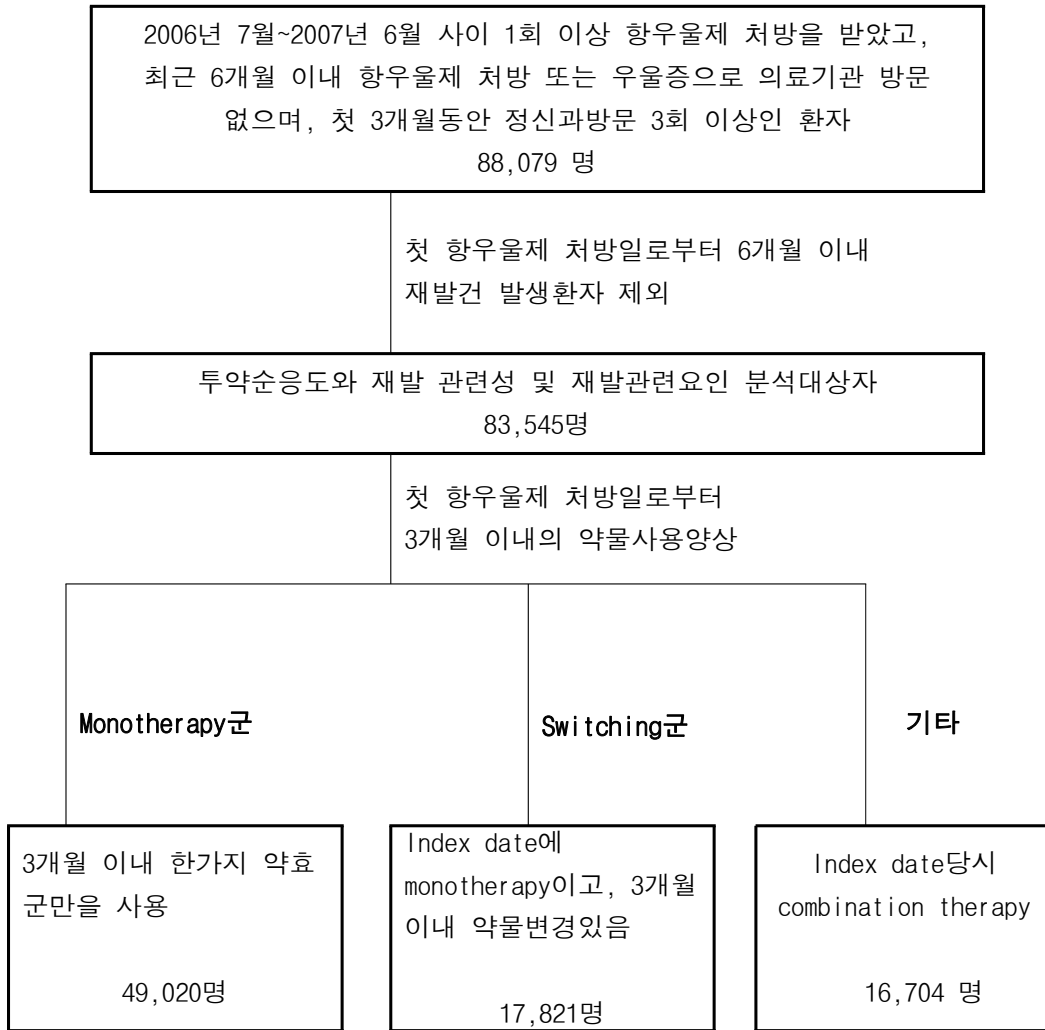 2006년 7월~2007년 6월 사이 1회 이상 항우울제 처방을 받았고,
최근 6개월 이내 항우울제 처방 또는 우울증으로 의료기관 방문
없으며, 첫 3개월동안 정신과방문 3회 이상인 환자
88,079 명
첫 항우울제 처방일로부터 6개월 이내
재발건 발생환자 제외
투약순응도와 재발 관련성 및 재발관련요인 분석대상자
83,545명
첫 항우울제 처방일로부터
3개월 이내의 약물사용양상
Monotherapy군
Switching군
기타
3개월 이내 한가지 약효
군만을 사용
49,020명
Index date에
monotherapy이고, 3개월
이내 약물변경있음
17,821명
Index date당시
combination therapy
16,704 명